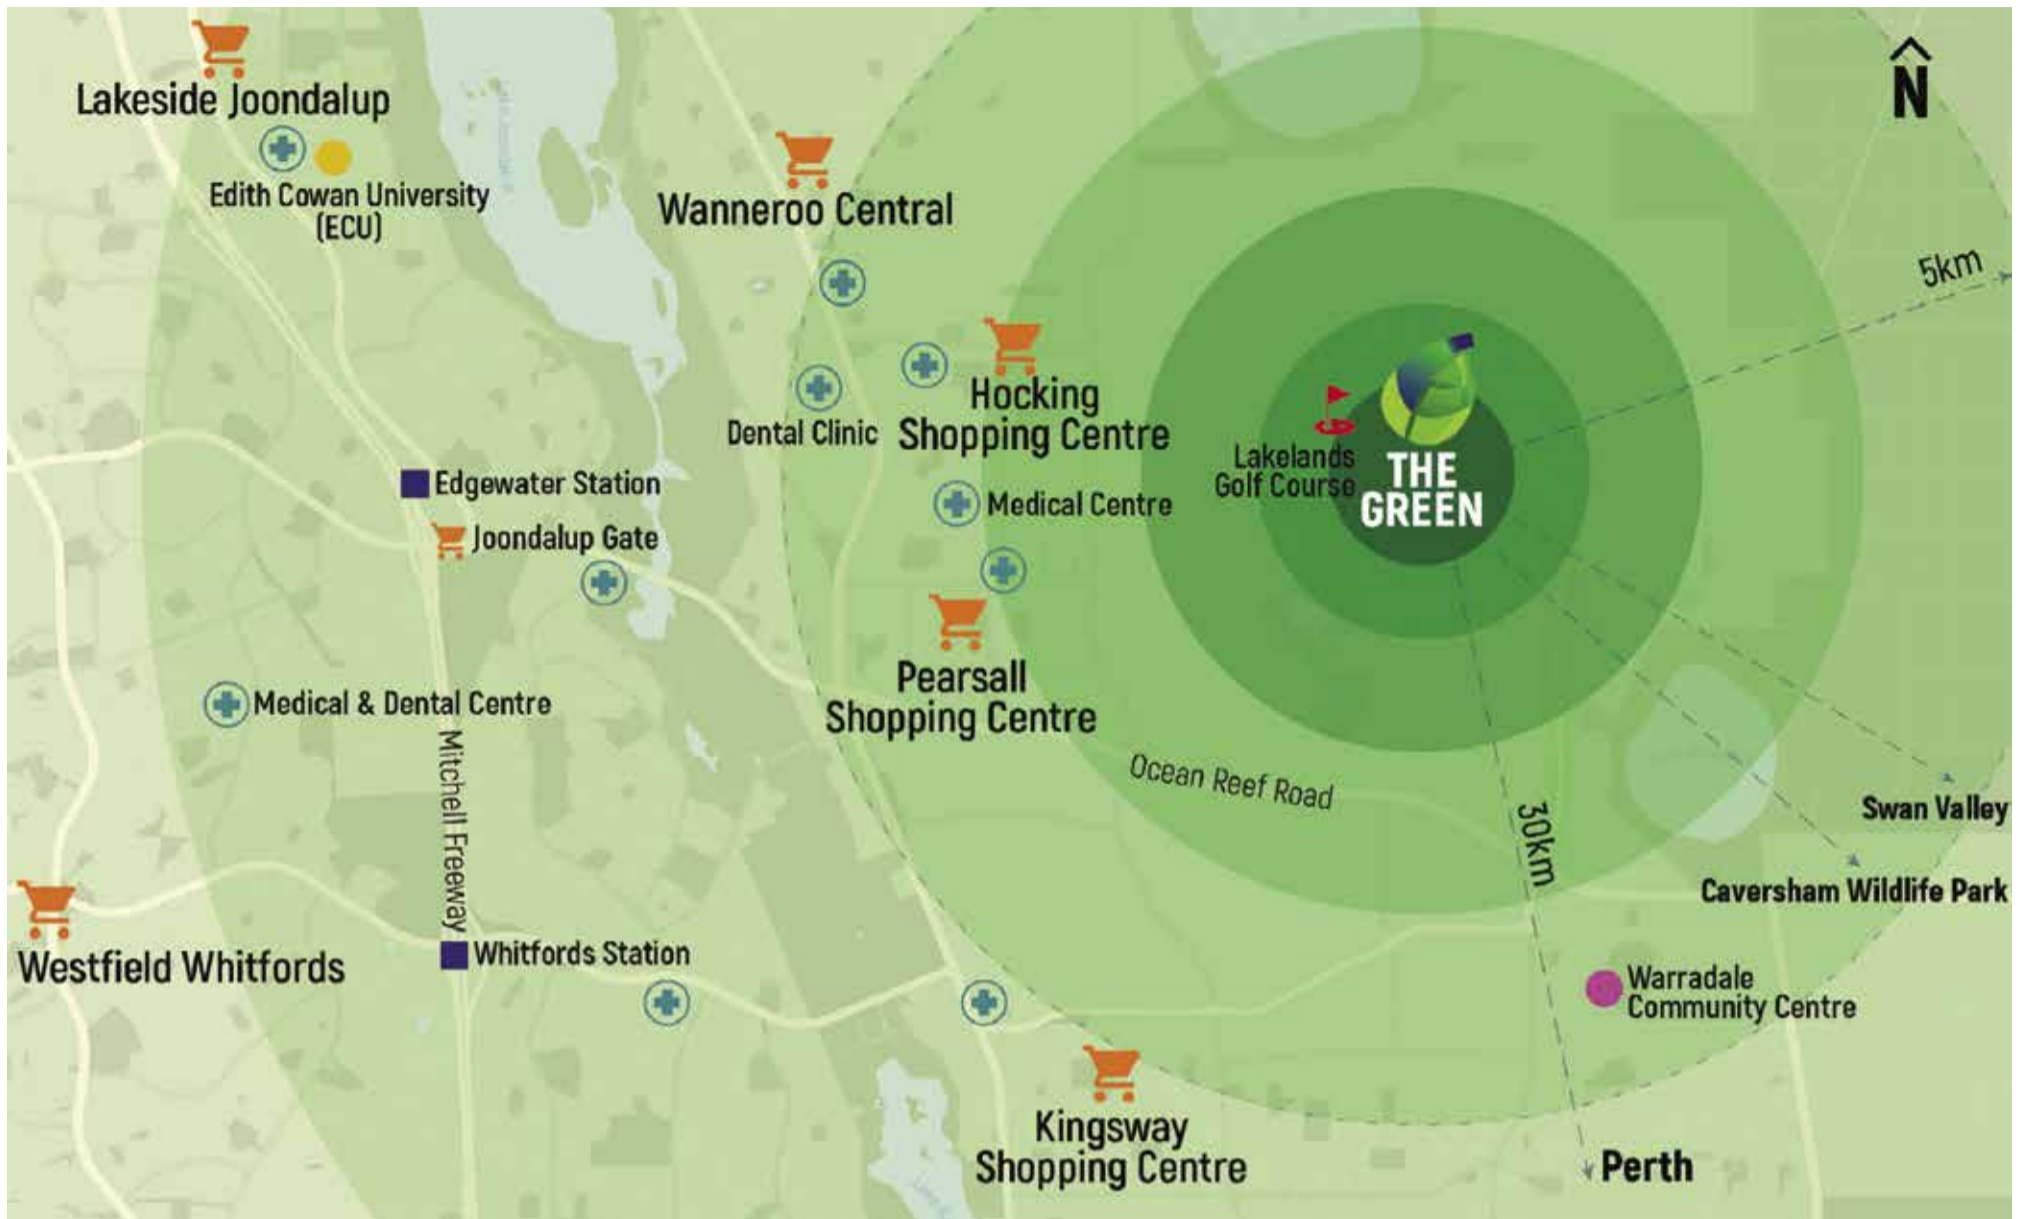 N
Lakeside Joondalup
Edith Cowan University
(ECU)
Wanneroo Central
5km
Hocking
Shopping Centre
Dental Clinic
Lakelands
Golf Course
THE
GREEN
Edgewater Station
Medical Centre
Joondalup Gate
Pearsall
Shopping Centre
Medical & Dental Centre
Mitchell Freeway
Ocean Reef Road
30km
Swan Valley
Caversham Wildlife Park
Westfield Whitfords
Whitfords Station
Warradale
Community Centre
Kingsway
Shopping Centre
Perth